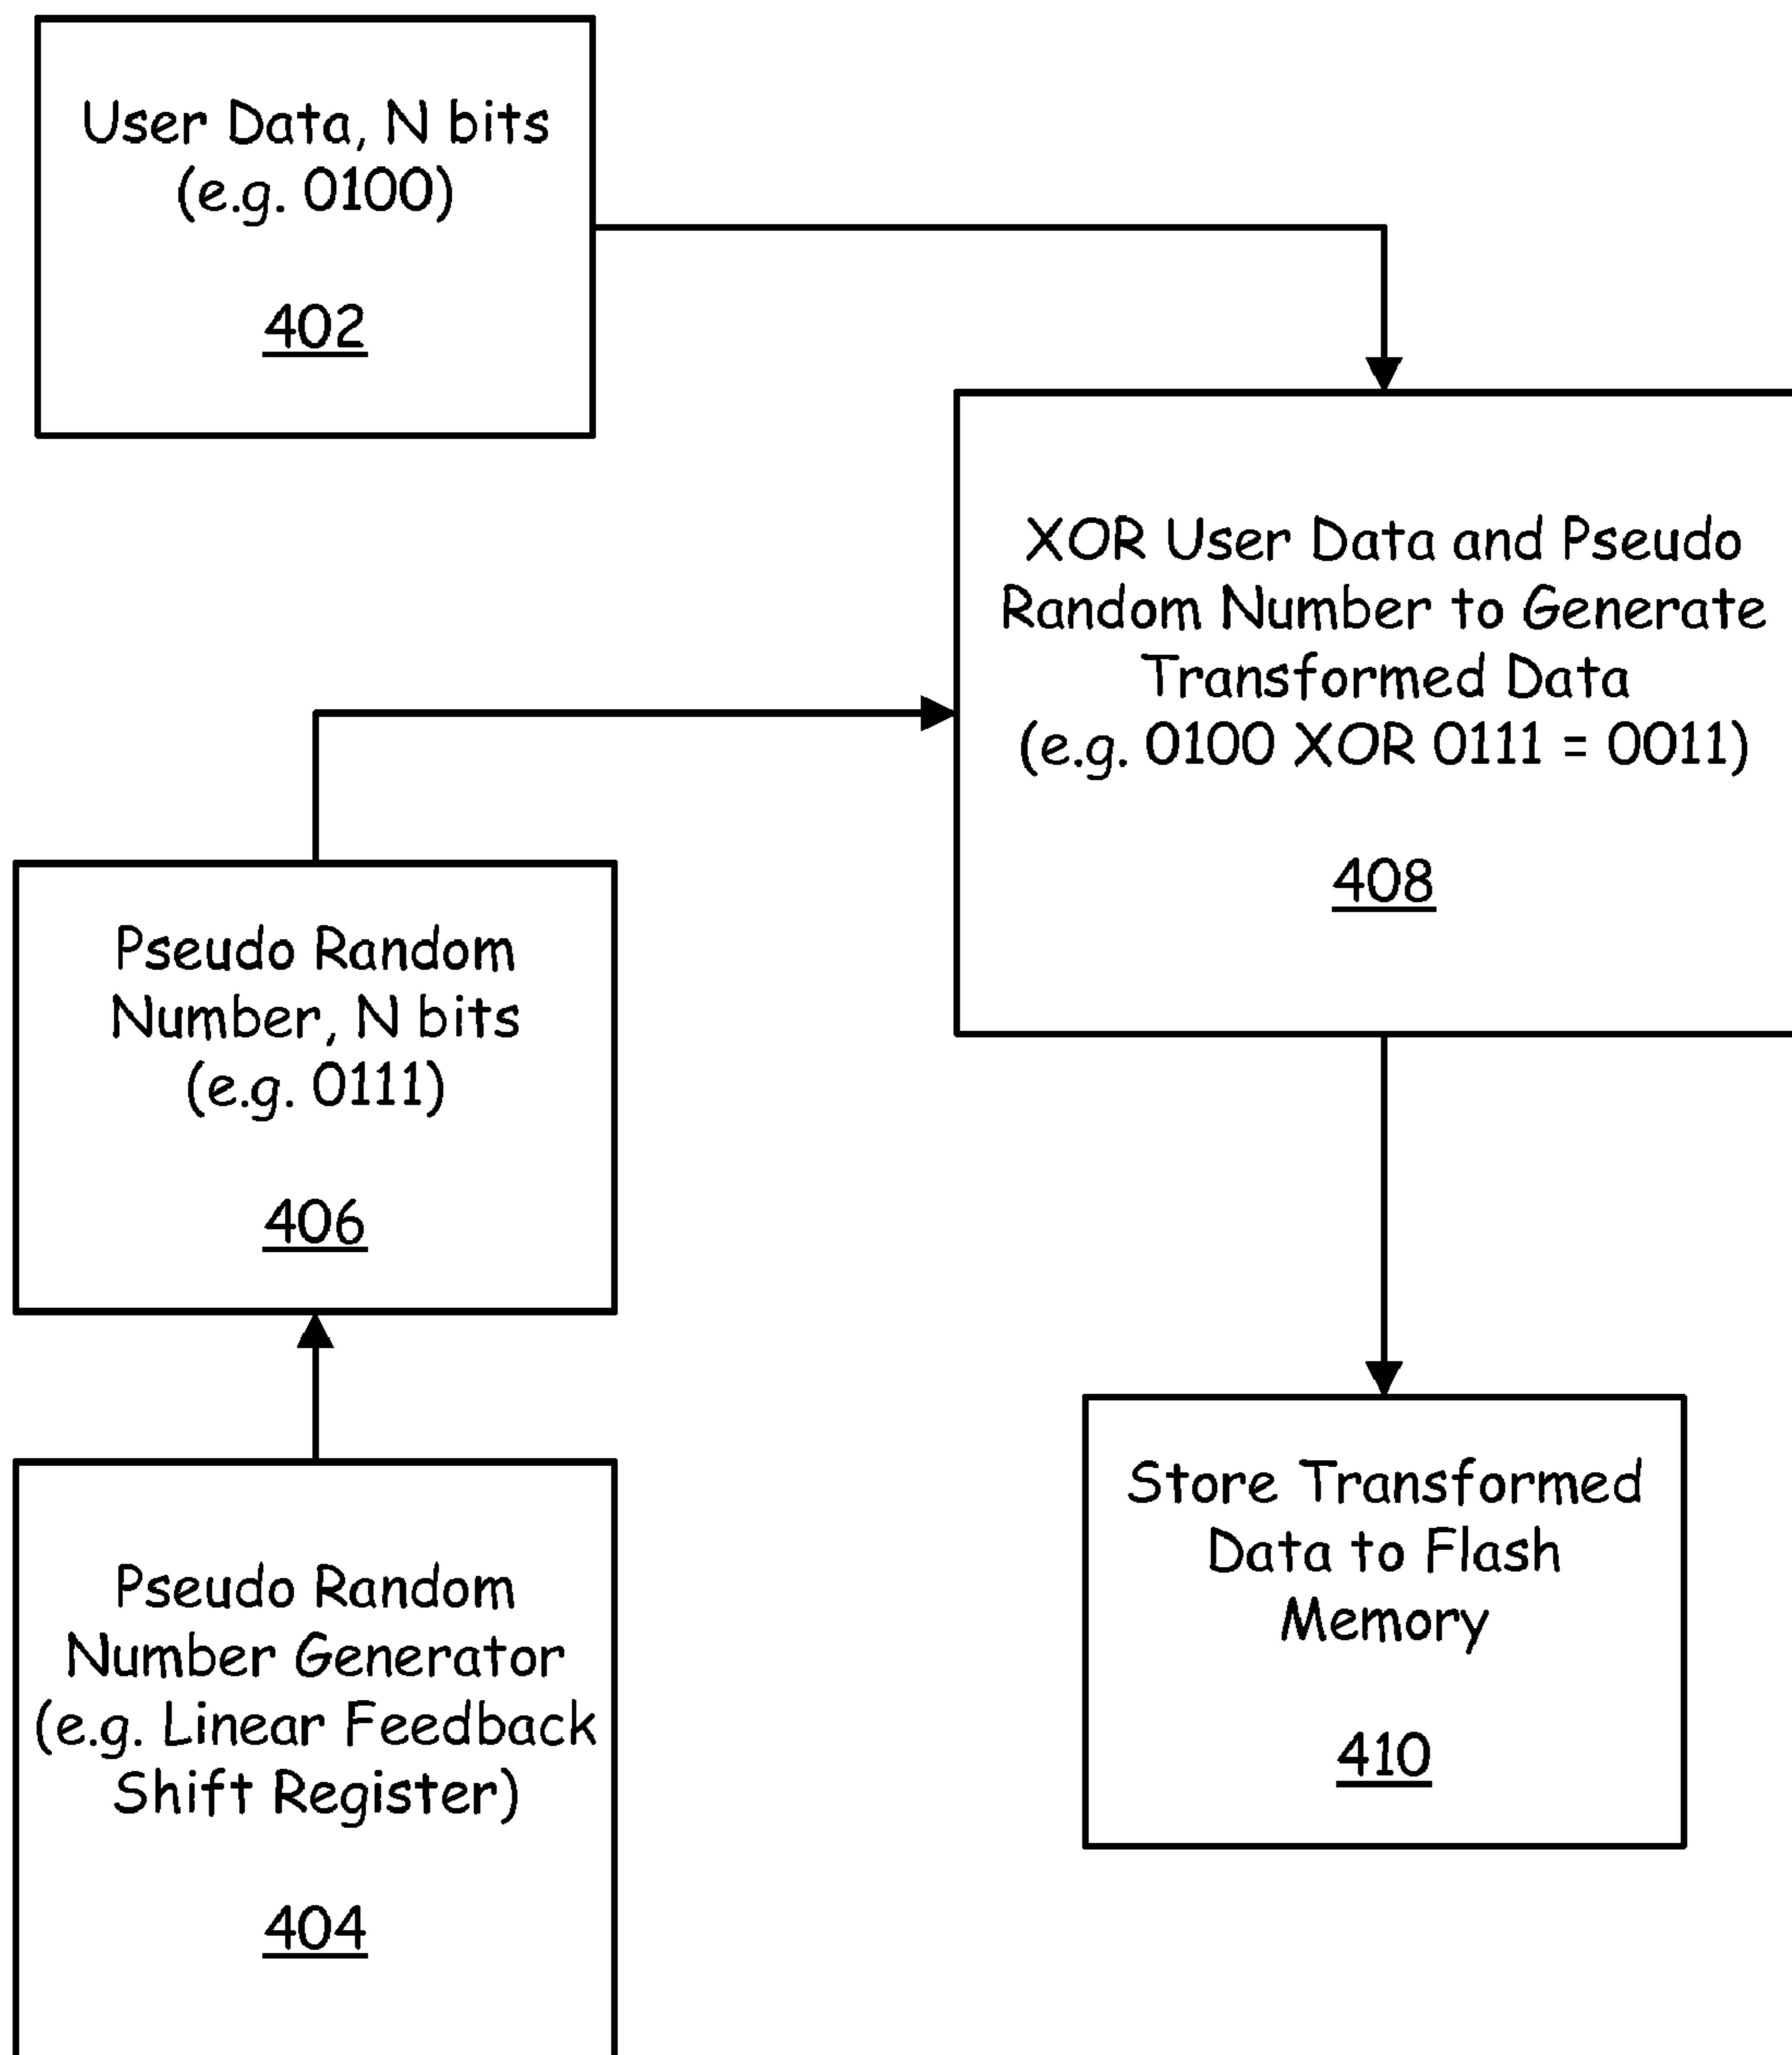 User Data, N bits
(e.g. 0100)
402
XOR User Data and Pseudo
Random Number to Generate
Transformed Data
(e.g. 0100 XOR 0111 = 0011)
408
Pseudo Random
Number, N bits
(e.g. 0111)
406
Store Transformed
Data to Flash
Memory
410
Pseudo Random
Number Generator
(e.g. Linear Feedback
Shift Register)
404